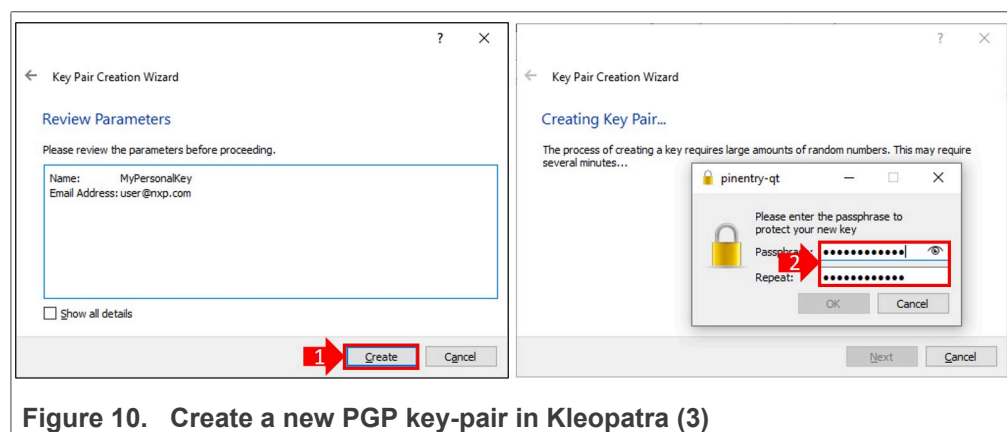 Key Pair Creation Wizard
Review Parameters
Please review the parameters before proceeding.
Name: MyPersonalKey
Email Address: user@nxp.com
Show all details
1
Create
Cancel
?
Key Pair Creation Wizard
Creating Key Pair...
The process of creating a key requires large amounts of random numbers. This may require
several minutes...
pinentry-qt
Please enter the passphrase to
protect your new key
2
●●●●●●●●●●●●
Repeat: ●●●●●●●●●●●●
OK
Cancel
Next
Cancel
?
Figure 10. Create a new PGP key-pair in Kleopatra (3)